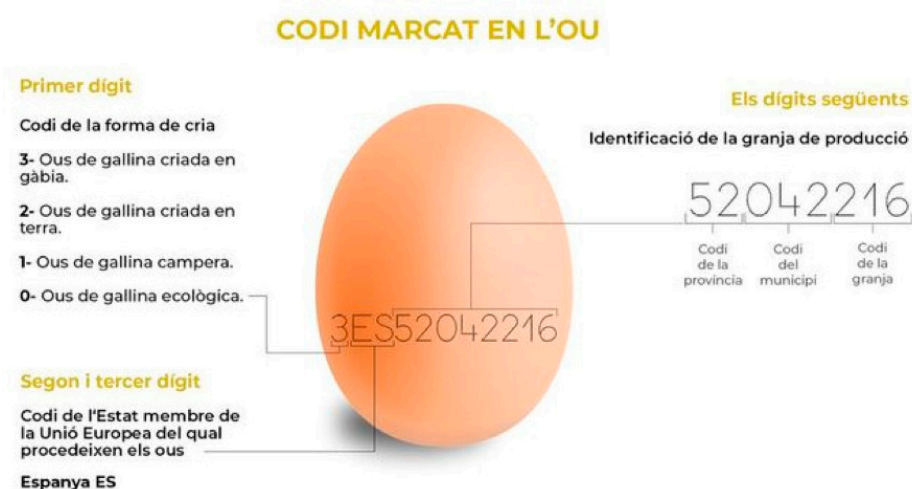 CODI MARCAT EN L'OU
Primer dígit
Codi de la forma de cria
3- Ous de gallina criada en
gàbia.
2- Ous de gallina criada en
terra.
1- Ous de gallina campera.
0- Ous de gallina ecològica.
Segon i tercer dígit
Codi de l'Estat membre de
la Unió Europea del qual
procedeixen els ous
Espanya ES
3ES52042216
Els dígits següents
Identificació de la granja de producció
52042216
Codi
de la
província
Codi
del
municipi
Codi
de la
granja